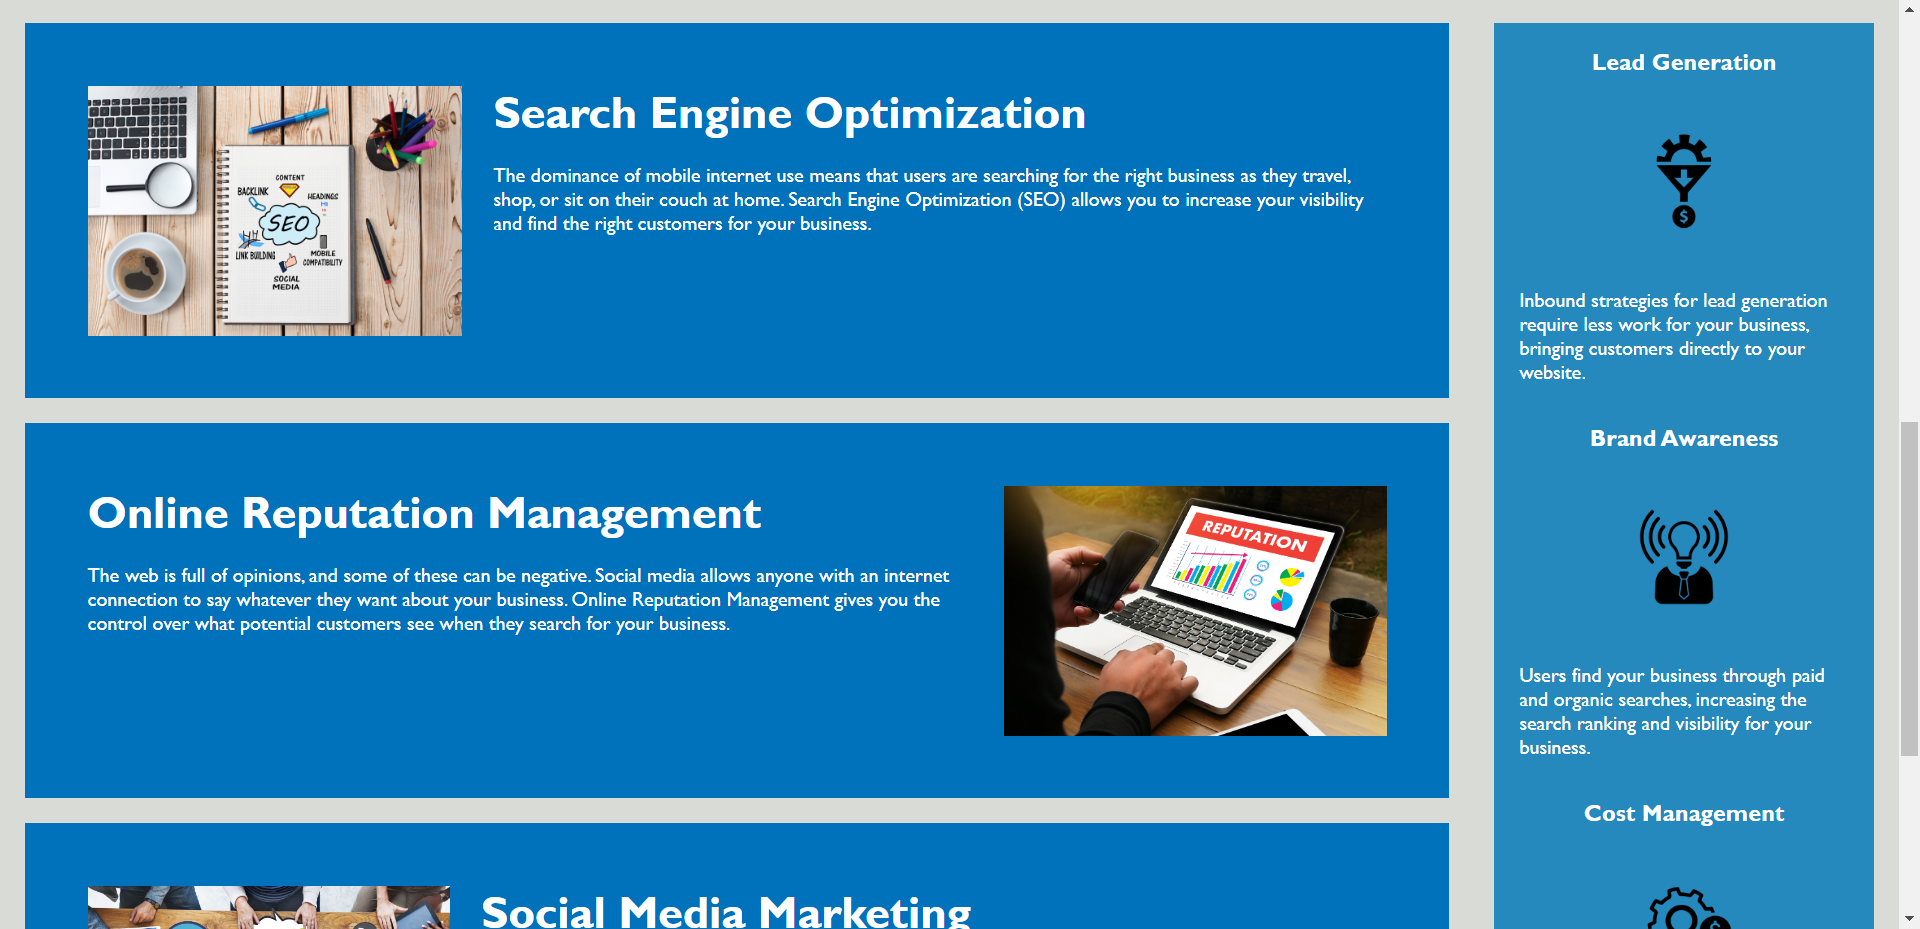 Search Engine Optimization
The dominance of mobile internet use means that users are searching for the right business as they travel,
shop, or sit on their couch at home. Search Engine Optimization (SEO) allows you to increase your visibility
and find the right customers for your business.
CONTENT
BACKLINK
HEADINGS
H1
SEO
LINK BUILDING
MOBILE
COMPATIBILITY
SOCIAL
MEDIA
Online Reputation Management
The web is full of opinions, and some of these can be negative. Social media allows anyone with an internet
connection to say whatever they want about your business. Online Reputation Management gives you the
control over what potential customers see when they search for your business.
REPUTATION
Social Media Marketing
Lead Generation
$
Inbound strategies for lead generation
require less work for your business,
bringing customers directly to your
website.
Brand Awareness
Users find your business through paid
and organic searches, increasing the
search ranking and visibility for your
business.
Cost Management
$